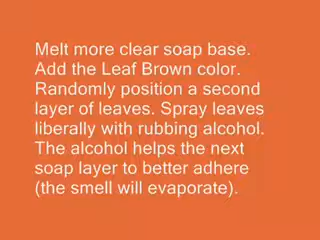 Melt more clear soap base.
Add the Leaf Brown color.
Randomly position a second
layer of leaves. Spray leaves
liberally with rubbing alcohol.
The alcohol helps the next
soap layer to better adhere
(the smell will evaporate).